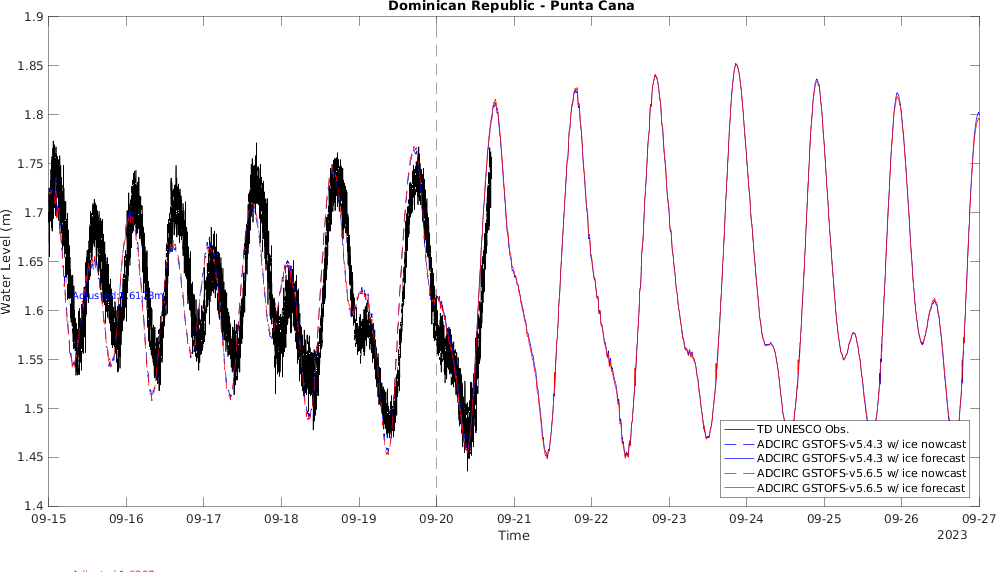 Dominican Republic - Punta Cana
Water Level (m)
1.9
1.85
1.8
1.75
1.7
1.65
1.6
1.55
1.5
1.45
1.4
TD UNESCO Obs.
ADCIRC GSTOFS-v5.4.3 w/ ice nowcast
ADCIRC GSTOFS-v5.4.3 w/ ice forecast
ADCIRC GSTOFS-v5.6.5 w/ ice nowcast
ADCIRC GSTOFS-v5.6.5 w/ ice forecast
09-15 09-16 09-17 09-18 09-19 09-20 09-21 09-22 09-23 09-24 09-25 09-26 09-27
Time
2023